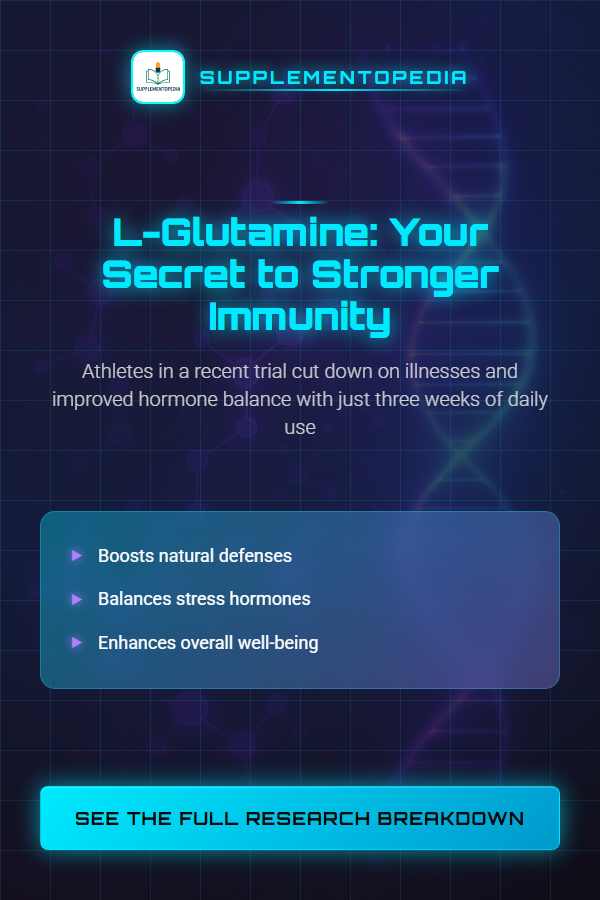 SUPPLEMENTOPEDIA
SUPPLEMENTOPEDIA
L-Glutamine: Your
Secret to Stronger
Immunity
Athletes in a recent trial cut down on illnesses and
improved hormone balance with just three weeks of daily
use
Boosts natural defenses
Balances stress hormones
Enhances overall well-being
SEE THE FULL RESEARCH BREAKDOWN